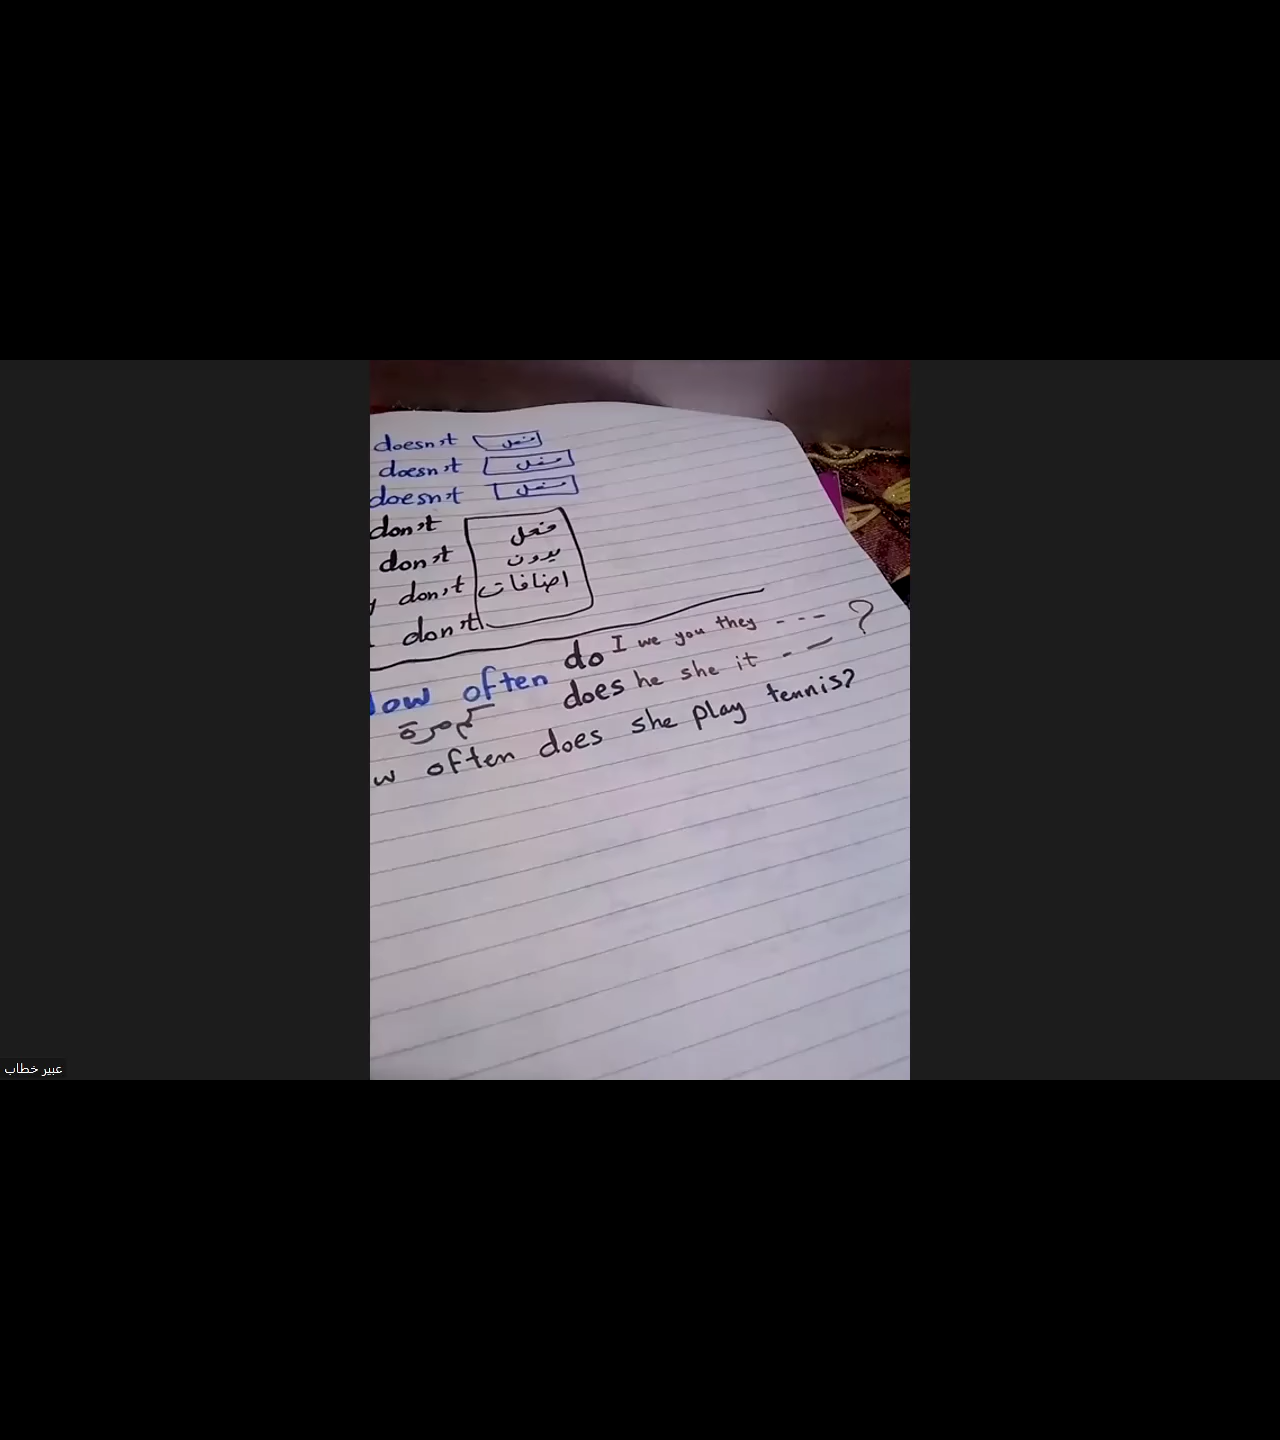 doesn't فعل
doesn't فعل
doesn't فعل
don't فعل
don't بدون
don't اضافات
don't
do I we you they - - - ?
often does he she it - -
كم مرة
often does she play tennis?
عبير خطاب